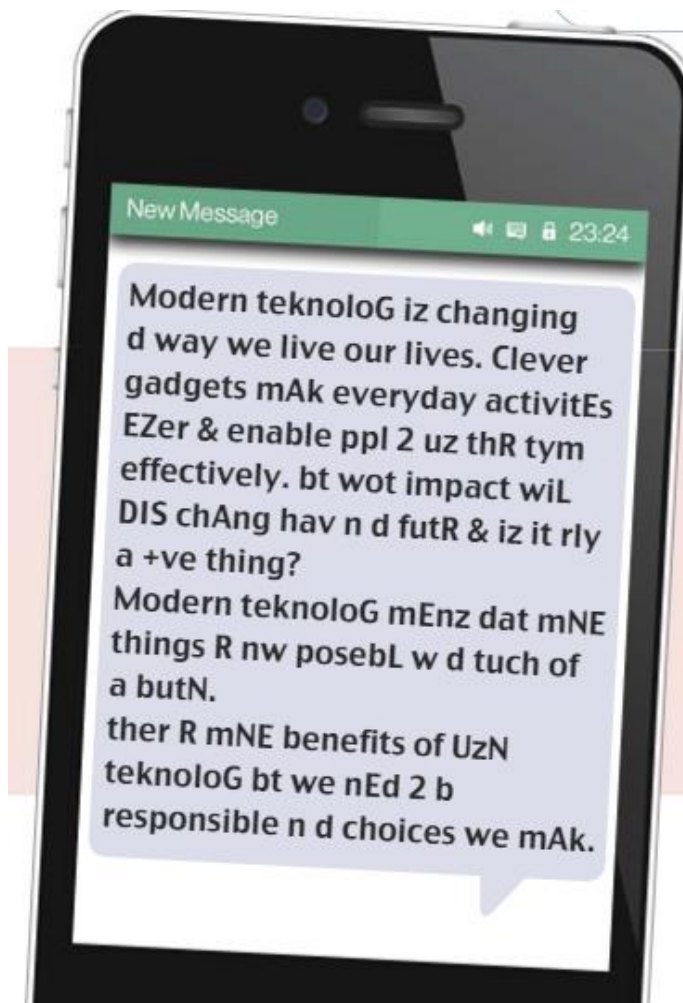 New Message 23:24
Modern teknoloG iz changing
d way we live our lives. Clever
gadgets mAk everyday activitEs
EZer & enable ppl 2 uz thR tym
effectively. bt wot impact wiL
DIS chAng hav n d futR & iz it rly
a +ve thing?
Modern teknoloG mEnz dat mNE
things R nw posebL w d tuch of
a butN.
ther R mNE benefits of UzN
teknoloG bt we nEd 2 b
responsible n d choices we mAk.